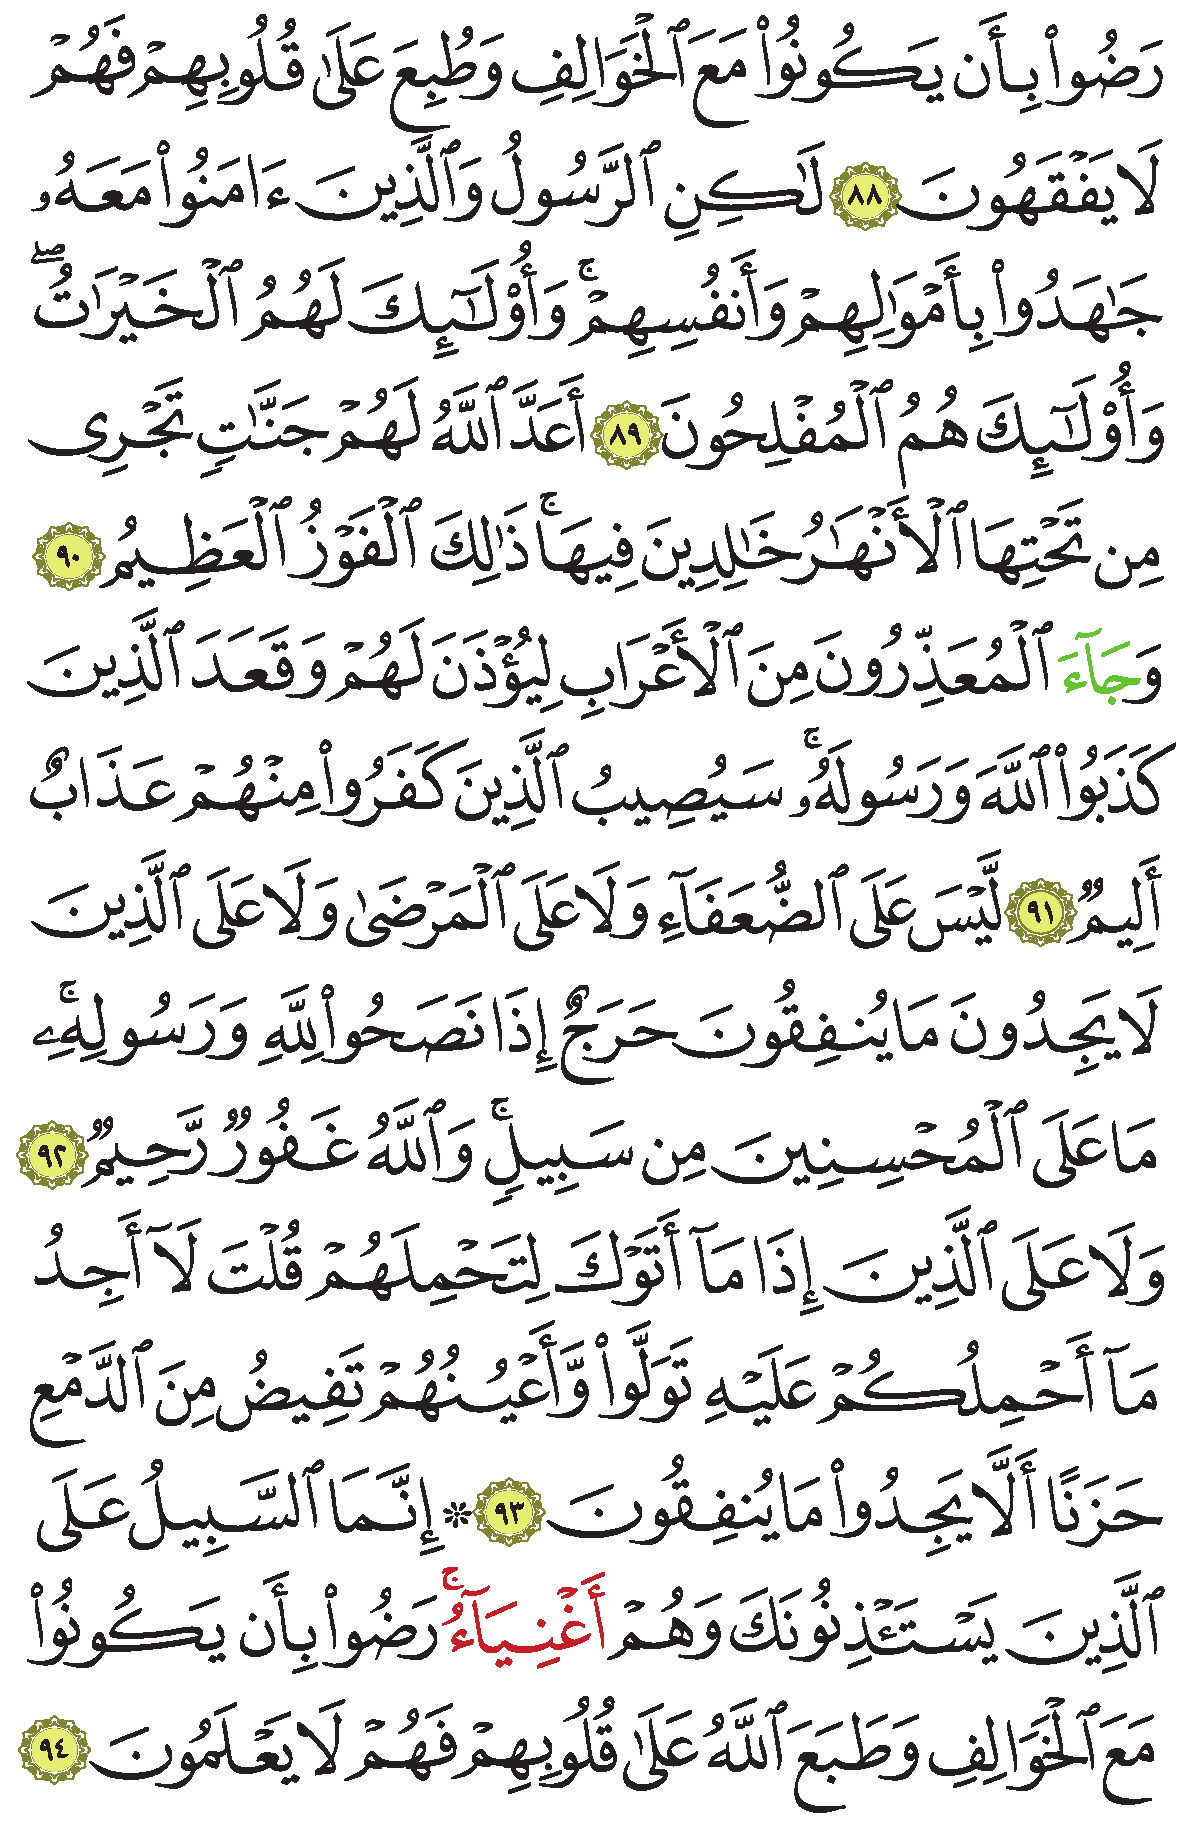 رَضُوا۟ بِأَن يَكُونُوا۟ مَعَ ٱلْخَوَالِفِ وَطُبِعَ عَلَىٰ قُلُوبِهِمْ فَهُمْ
لَا يَفْقَهُونَ ٨٨ لَـٰكِنِ ٱلرَّسُولُ وَٱلَّذِينَ ءَامَنُوا۟ مَعَهُۥ
جَـٰهَدُوا۟ بِأَمْوَٰلِهِمْ وَأَنفُسِهِمْ ۚ وَأُو۟لَـٰٓئِكَ لَهُمُ ٱلْخَيْرَٰتُ ۖ
وَأُو۟لَـٰٓئِكَ هُمُ ٱلْمُفْلِحُونَ ٨٩ أَعَدَّ ٱللَّهُ لَهُمْ جَنَّـٰتٍ تَجْرِى
مِن تَحْتِهَا ٱلْأَنْهَـٰرُ خَـٰلِدِينَ فِيهَا ۚ ذَٰلِكَ ٱلْفَوْزُ ٱلْعَظِيمُ ٩٠
وَجَآءَ ٱلْمُعَذِّرُونَ مِنَ ٱلْأَعْرَابِ لِيُؤْذَنَ لَهُمْ وَقَعَدَ ٱلَّذِينَ
كَذَبُوا۟ ٱللَّهَ وَرَسُولَهُۥ ۚ سَيُصِيبُ ٱلَّذِينَ كَفَرُوا۟ مِنْهُمْ عَذَابٌ
أَلِيمٌ ٩١ لَّيْسَ عَلَى ٱلضُّعَفَآءِ وَلَا عَلَى ٱلْمَرْضَىٰ وَلَا عَلَى ٱلَّذِينَ
لَا يَجِدُونَ مَا يُنفِقُونَ حَرَجٌ إِذَا نَصَحُوا۟ لِلَّهِ وَرَسُولِهِۦ ۚ
مَا عَلَى ٱلْمُحْسِنِينَ مِن سَبِيلٍ ۚ وَٱللَّهُ غَفُورٌ رَّحِيمٌ ٩٢
وَلَا عَلَى ٱلَّذِينَ إِذَا مَآ أَتَوْكَ لِتَحْمِلَهُمْ قُلْتَ لَآ أَجِدُ
مَآ أَحْمِلُكُمْ عَلَيْهِ تَوَلَّوا۟ وَّأَعْيُنُهُمْ تَفِيضُ مِنَ ٱلدَّمْعِ
حَزَنًا أَلَّا يَجِدُوا۟ مَا يُنفِقُونَ ٩٣ ۞ إِنَّمَا ٱلسَّبِيلُ عَلَى
ٱلَّذِينَ يَسْتَـْٔذِنُونَكَ وَهُمْ أَغْنِيَآءُ ۚ رَضُوا۟ بِأَن يَكُونُوا۟
مَعَ ٱلْخَوَالِفِ وَطَبَعَ ٱللَّهُ عَلَىٰ قُلُوبِهِمْ فَهُمْ لَا يَعْلَمُونَ ٩٤